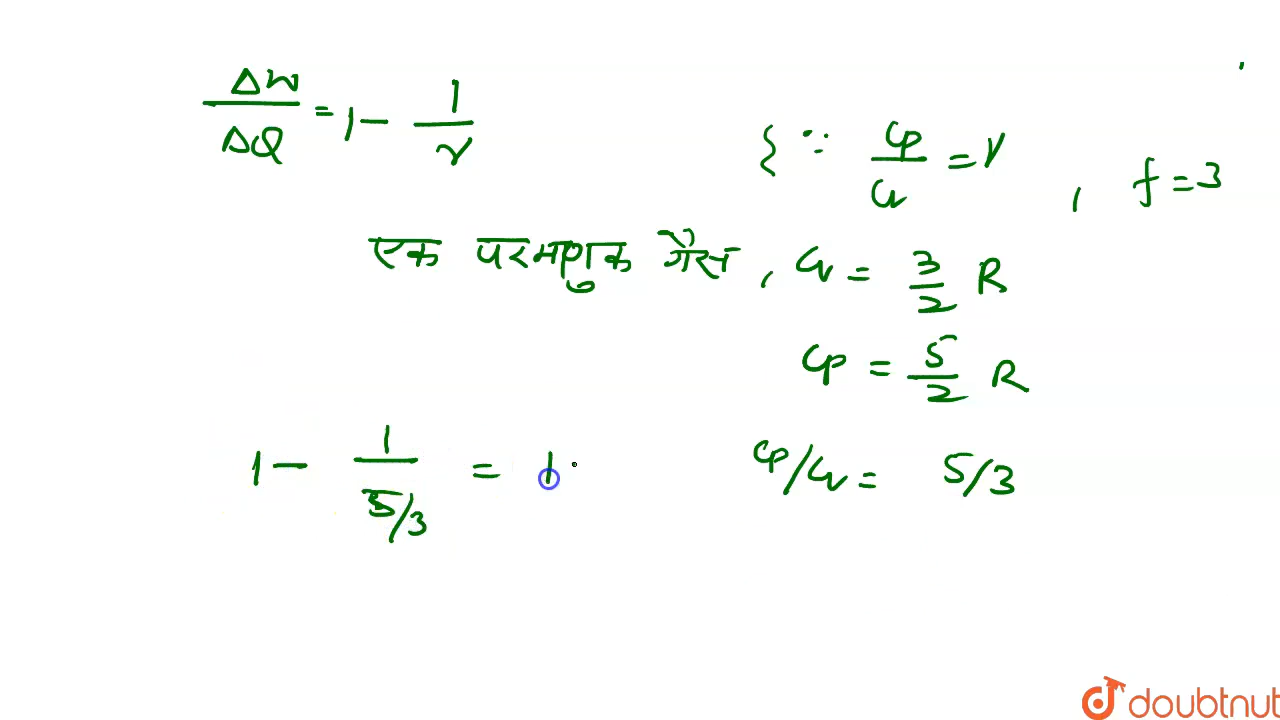 ΔW/ΔQ = 1 - 1/γ
{ ∵ Cp/Cv = γ , f = 3
एक परमाणुक गैस , Cv = 3/2 R
Cp = 5/2 R
Cp/Cv = 5/3
1 - 1/5/3 = 1
doubtnut